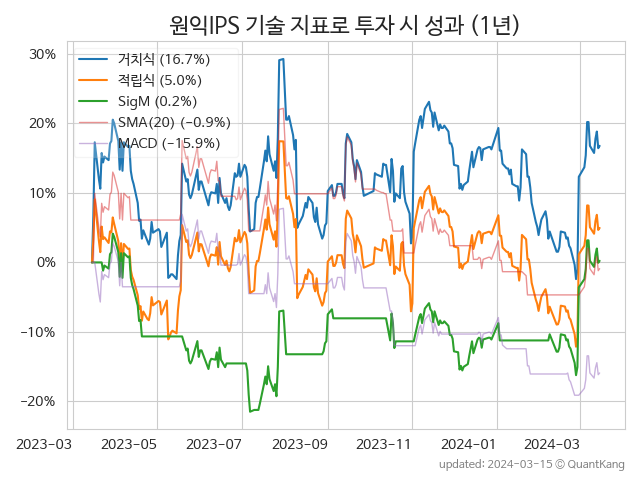 원익IPS 기술 지표로 투자 시 성과 (1년)
30%
20%
10%
0%
−10%
−20%
거치식 (16.7%)
적립식 (5.0%)
SigM (0.2%)
SMA(20) (−0.9%)
MACD (−15.9%)
2023-03
2023-05
2023-07
2023-09
2023-11
2024-01
2024-03
updated: 2024-03-15 ⓒ QuantKang